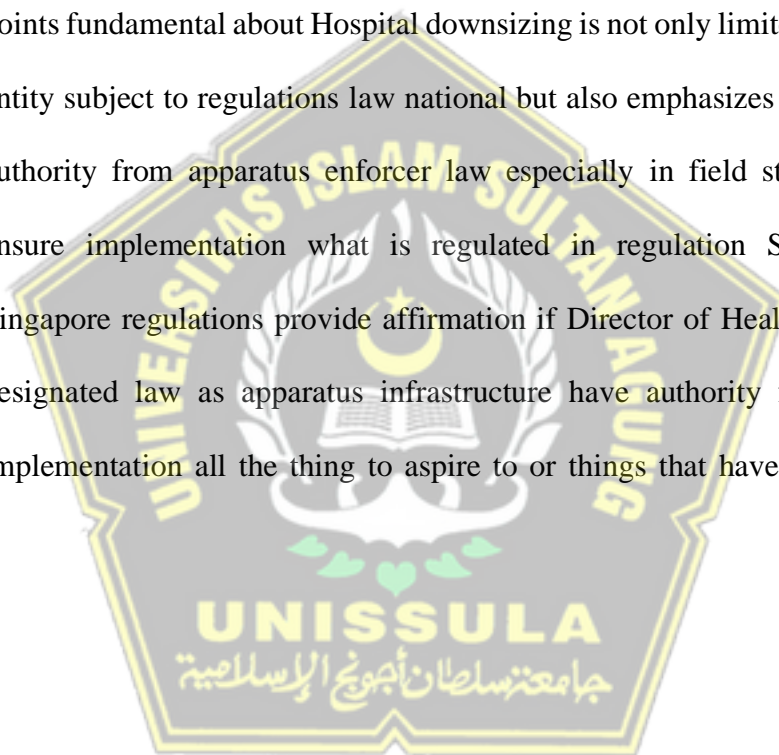 oints fundamental about Hospital downsizing is not only limit
ntity subject to regulations law national but also emphasizes
uthority from apparatus enforcer law especially in field st
nsure implementation what is regulated in regulation S
ingapore regulations provide affirmation if Director of Heal
esignated law as apparatus infrastructure have authority
mplementation all the thing to aspire to or things that have
UNIVERSITAS ISLAM SULTAN AGUNG
UNISSULA
جامعة سلطان أجونج الإسلامية